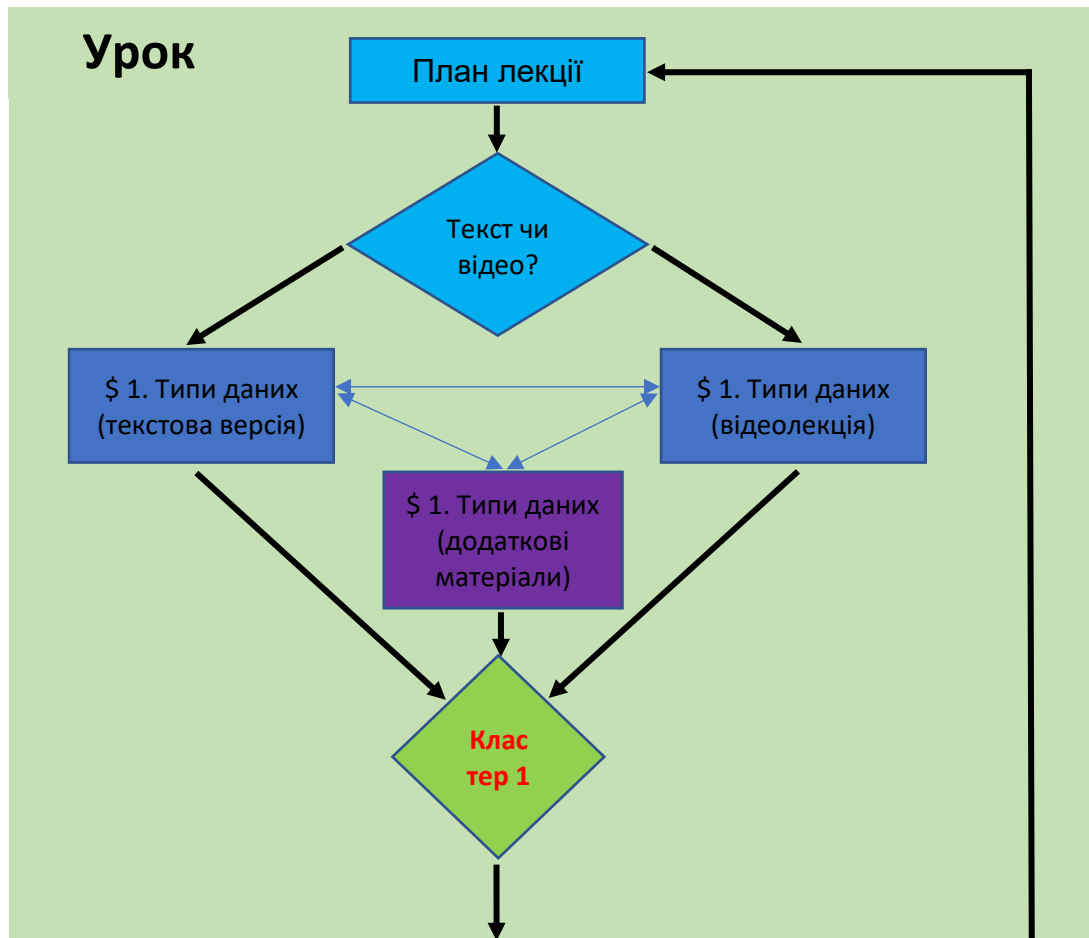 Урок
План лекції
Текст чи
відео?
$ 1. Типи даних
(текстова версія)
$ 1. Типи даних
(відеолекція)
$ 1. Типи даних
(додаткові
матеріали)
Клас
тер 1